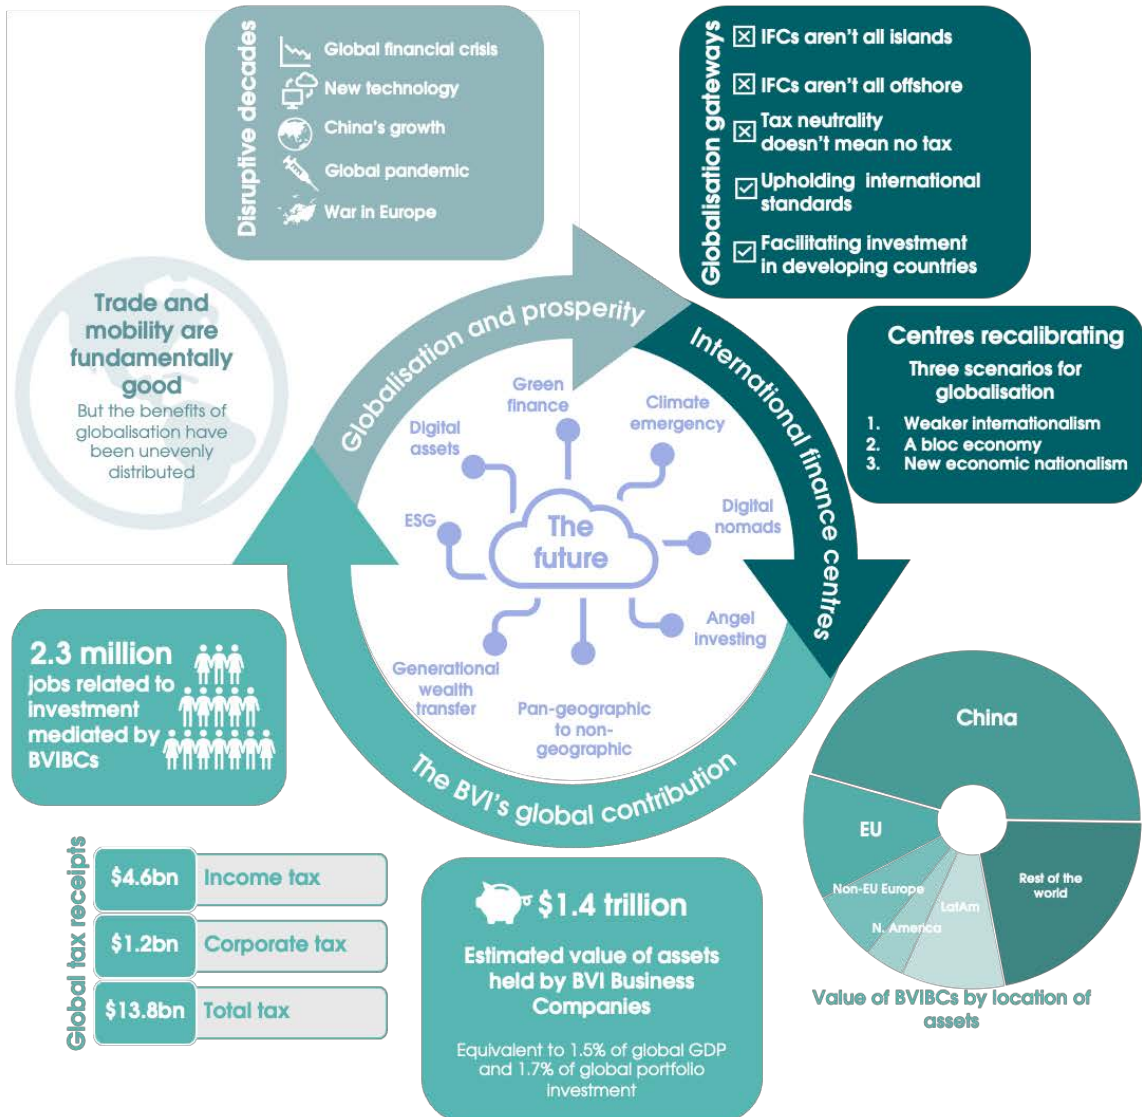 Disruptive decades
Global financial crisis
New technology
China's growth
Global pandemic
War in Europe
Globalisation gateways
IFCs aren't all islands
IFCs aren't all offshore
Tax neutrality
doesn't mean no tax
Upholding international
standards
Facilitating investment
in developing countries
Trade and
mobility are
fundamentally
good
But the benefits of
globalisation have
been unevenly
distributed
Globalisation and prosperity
International finance centres
The BVI's global contribution
Centres recalibrating
Three scenarios for
globalisation
1. Weaker internationalism
2. A bloc economy
3. New economic nationalism
Green
finance
Climate
emergency
Digital
assets
ESG
The
future
Digital
nomads
Angel
investing
Generational
wealth
transfer
Pan-geographic
to non-
geographic
2.3 million
jobs related to
investment
mediated by
BVIBCs
Global tax receipts
$4.6bn Income tax
$1.2bn Corporate tax
$13.8bn Total tax
$1.4 trillion
Estimated value of assets
held by BVI Business
Companies
Equivalent to 1.5% of global GDP
and 1.7% of global portfolio
investment
China
EU
Non-EU Europe
N. America
LatAm
Rest of the
world
Value of BVIBCs by location of
assets